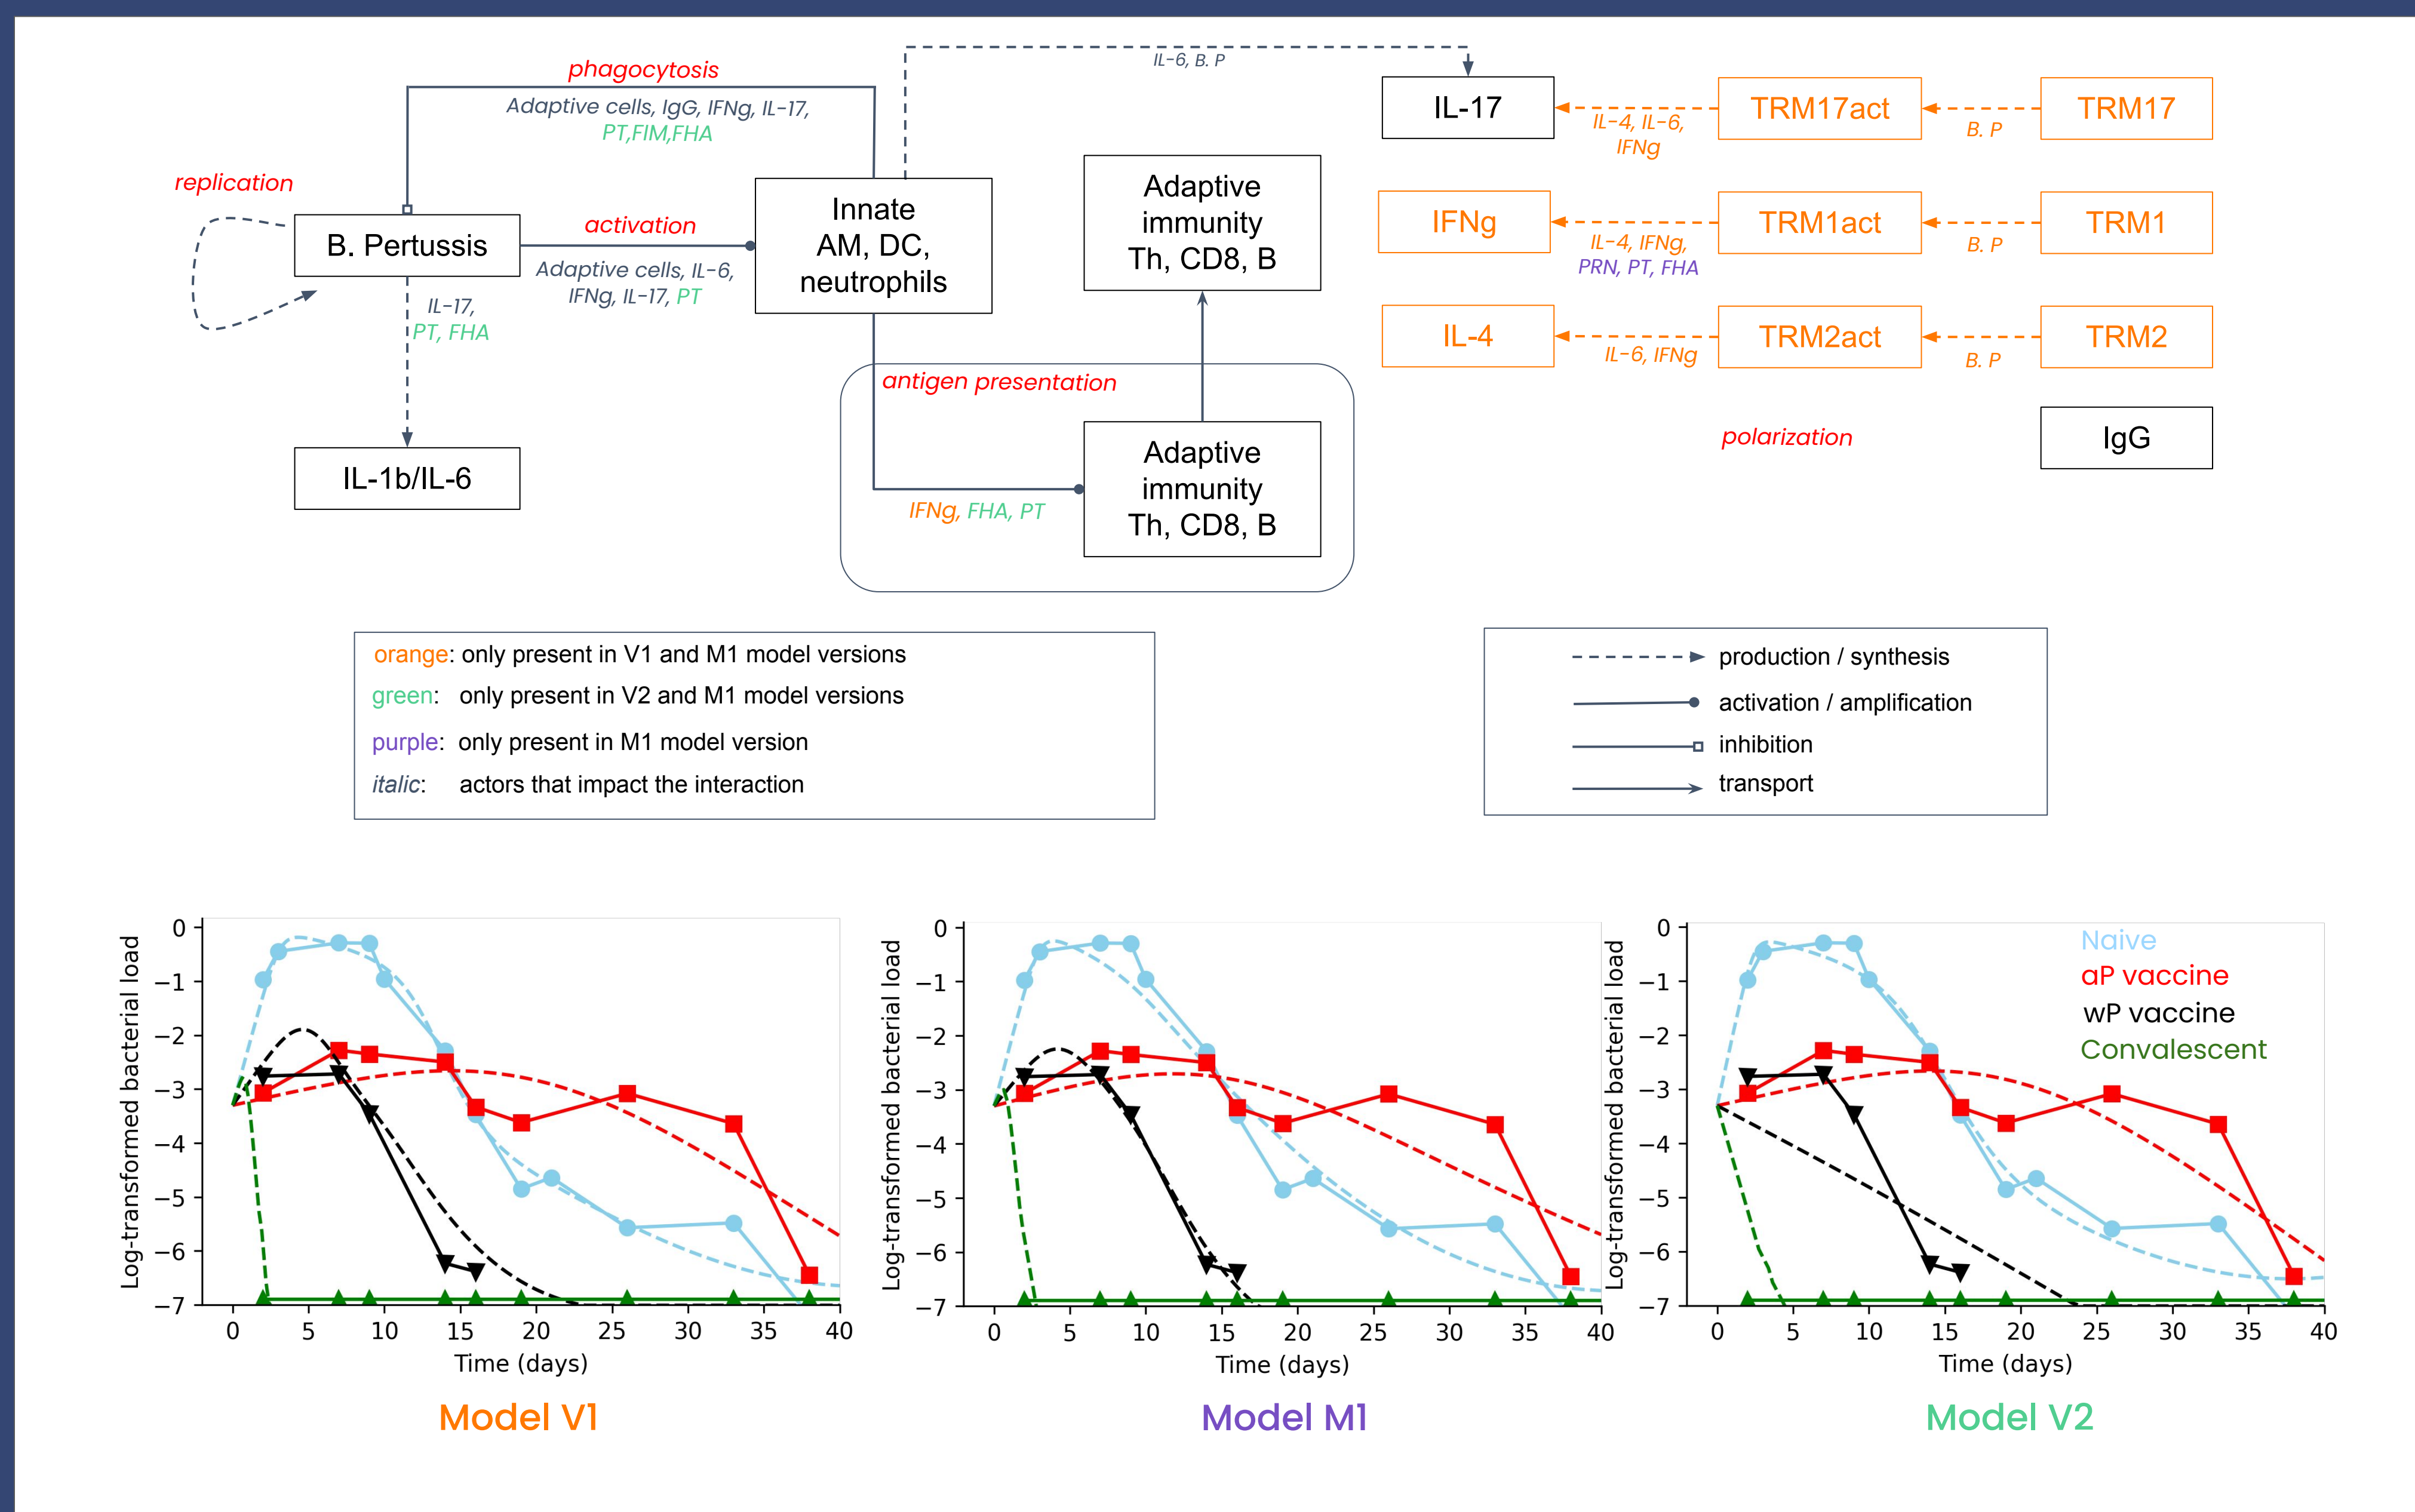 phagocytosis
Adaptive cells, IgG, IFNg, IL-17,
PT,FIM,FHA
replication
B. Pertussis
activation
Adaptive cells, IL-6,
IFNg, IL-17, PT
IL-17,
PT, FHA
IL-1b/IL-6
Innate
AM, DC,
neutrophils
IL-6, B. P
antigen presentation
IFNg, FHA, PT
Adaptive
immunity
Th, CD8, B
Adaptive
immunity
Th, CD8, B
IL-17
IL-4, IL-6,
IFNg
TRM17act
B. P
TRM17
IFNg
IL-4, IFNg,
PRN, PT, FHA
TRM1act
B. P
TRM1
IL-4
IL-6, IFNg
TRM2act
B. P
TRM2
polarization
IgG
orange: only present in V1 and M1 model versions
green: only present in V2 and M1 model versions
purple: only present in M1 model version
italic: actors that impact the interaction
production / synthesis
activation / amplification
inhibition
transport
Log-transformed bacterial load
0
−1
−2
−3
−4
−5
−6
−7
0 5 10 15 20 25 30 35 40
Time (days)
Model V1
Log-transformed bacterial load
0
−1
−2
−3
−4
−5
−6
−7
0 5 10 15 20 25 30 35 40
Time (days)
Model M1
Log-transformed bacterial load
0
−1
−2
−3
−4
−5
−6
−7
0 5 10 15 20 25 30 35 40
Time (days)
Naive
aP vaccine
wP vaccine
Convalescent
Model V2